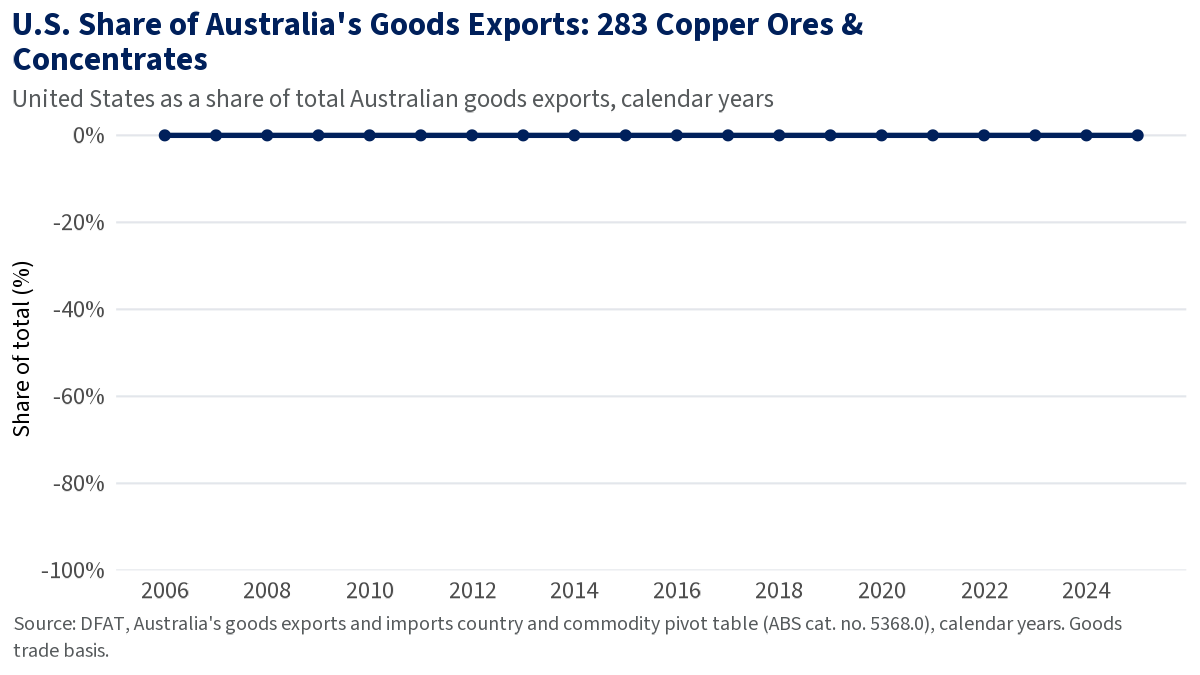 U.S. Share of Australia's Goods Exports: 283 Copper Ores &
Concentrates
United States as a share of total Australian goods exports, calendar years
0%
-20%
-40%
-60%
-80%
-100%
Share of total (%)
2006 2008 2010 2012 2014 2016 2018 2020 2022 2024
Source: DFAT, Australia's goods exports and imports country and commodity pivot table (ABS cat. no. 5368.0), calendar years. Goods
trade basis.